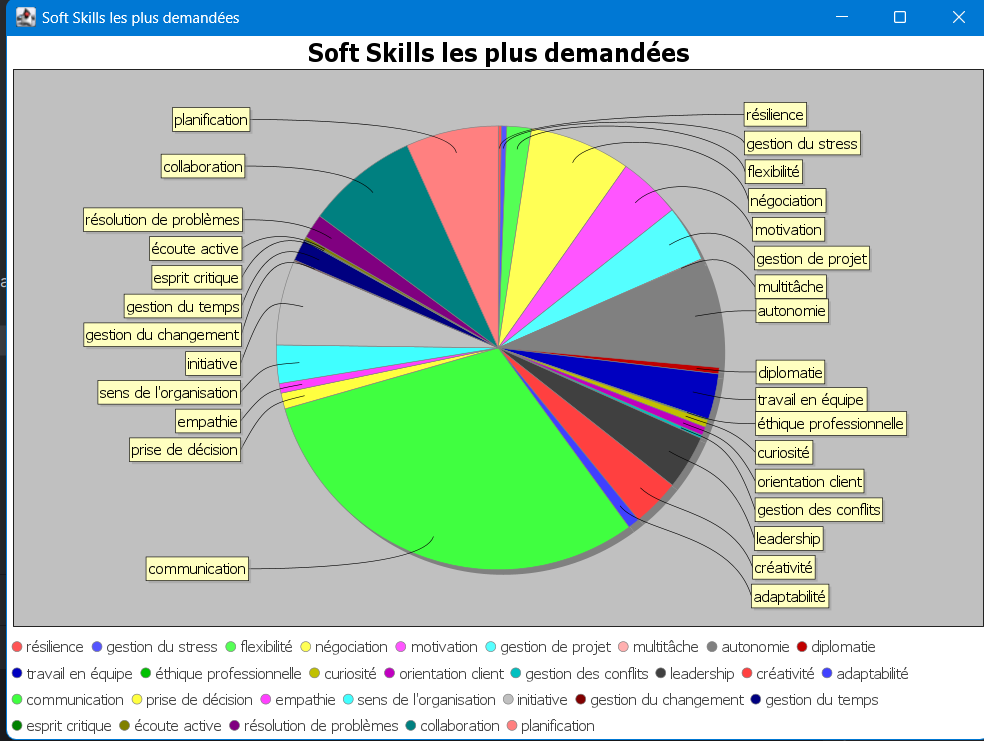 Soft Skills les plus demandées
Soft Skills les plus demandées
planification
collaboration
résolution de problèmes
écoute active
esprit critique
gestion du temps
gestion du changement
initiative
sens de l'organisation
empathie
prise de décision
communication
résilience
gestion du stress
flexibilité
négociation
motivation
gestion de projet
multitâche
autonomie
diplomatie
travail en équipe
éthique professionnelle
curiosité
orientation client
gestion des conflits
leadership
créativité
adaptabilité
résilience gestion du stress flexibilité négociation motivation gestion de projet multitâche autonomie diplomatie
travail en équipe éthique professionnelle curiosité orientation client gestion des conflits leadership créativité adaptabilité
communication prise de décision empathie sens de l'organisation initiative gestion du changement gestion du temps
esprit critique écoute active résolution de problèmes collaboration planification